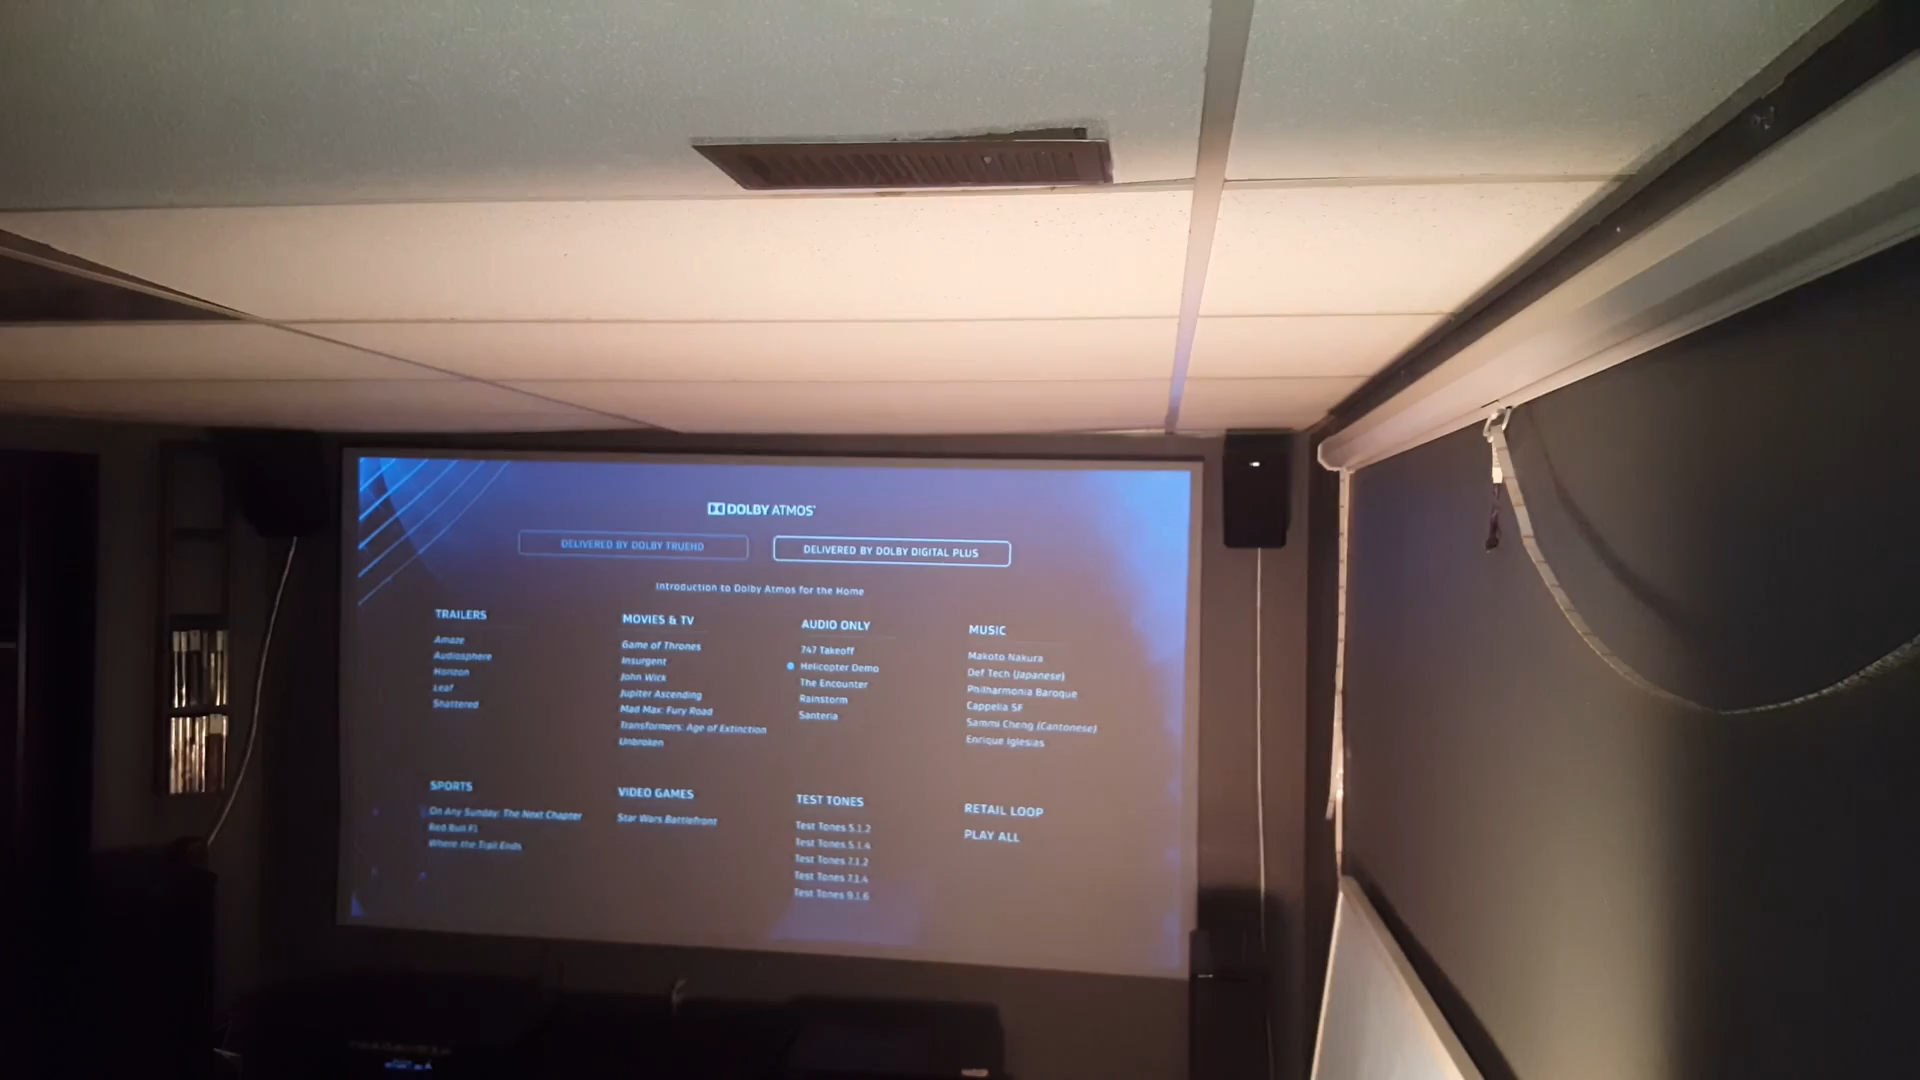 DOLBY ATMOS
DELIVERED BY DOLBY TRUEHD
DELIVERED BY DOLBY DIGITAL PLUS
Introduction to Dolby Atmos for the Home
TRAILERS
Amaze
Audiosphere
Horizon
Leaf
Shattered
MOVIES & TV
Game of Thrones
Insurgent
John Wick
Jupiter Ascending
Mad Max: Fury Road
Transformers: Age of Extinction
Unbroken
AUDIO ONLY
747 Takeoff
Helicopter Demo
The Encounter
Rainstorm
Santeria
MUSIC
Makoto Nakura
Def Tech (Japanese)
Philharmonia Baroque
Cappella SF
Sammi Cheng (Cantonese)
Enrique Iglesias
SPORTS
On Any Sunday: The Next Chapter
Red Bull F1
Where the Trail Ends
VIDEO GAMES
Star Wars Battlefront
TEST TONES
Test Tones 5.1.2
Test Tones 5.1.4
Test Tones 7.1.2
Test Tones 7.1.4
Test Tones 9.1.6
RETAIL LOOP
PLAY ALL